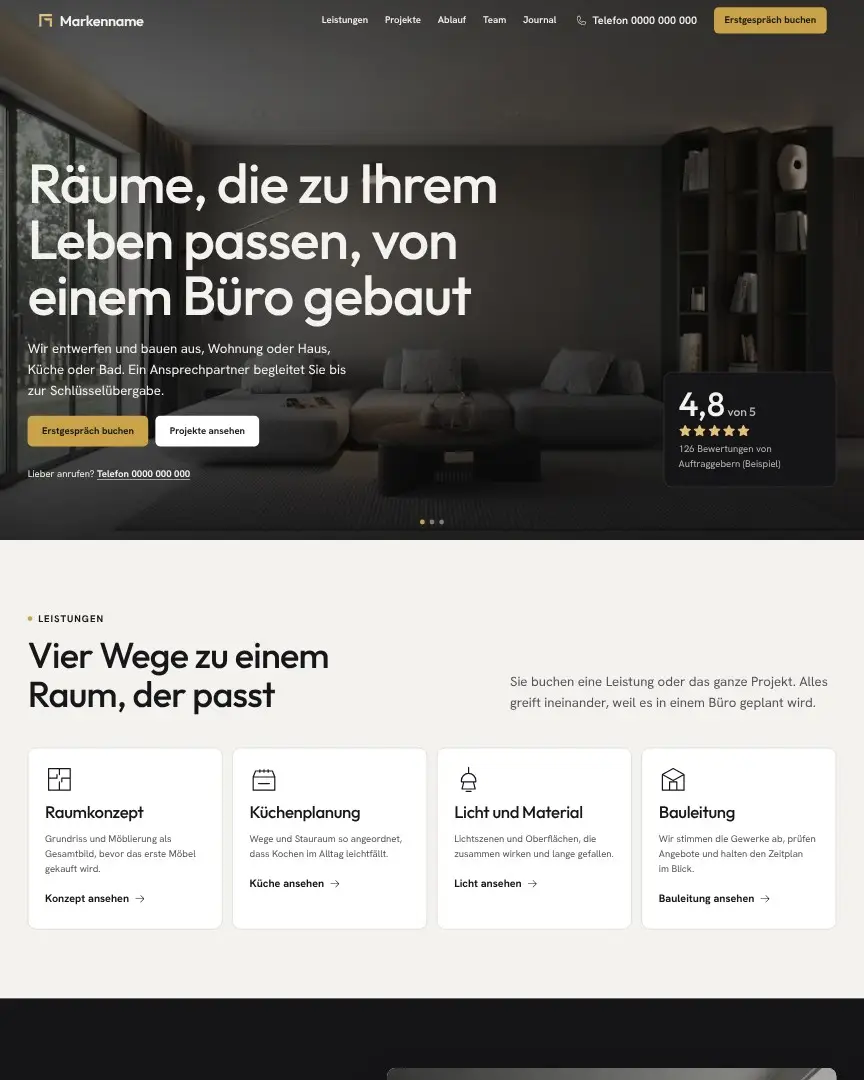 Markenname
Leistungen Projekte Ablauf Team Journal Telefon 0000 000 000 Erstgespräch buchen
Räume, die zu Ihrem
Leben passen, von
einem Büro gebaut
Wir entwerfen und bauen aus, Wohnung oder Haus,
Küche oder Bad. Ein Ansprechpartner begleitet Sie bis
zur Schlüsselübergabe.
Erstgespräch buchen Projekte ansehen
Lieber anrufen? Telefon 0000 000 000
4,8 von 5
126 Bewertungen von
Auftraggebern (Beispiel)
LEISTUNGEN
Vier Wege zu einem
Raum, der passt
Sie buchen eine Leistung oder das ganze Projekt. Alles
greift ineinander, weil es in einem Büro geplant wird.
Raumkonzept
Grundriss und Möblierung als
Gesamtbild, bevor das erste Möbel
gekauft wird.
Konzept ansehen
Küchenplanung
Wege und Stauraum so angeordnet,
dass Kochen im Alltag leichtfällt.
Küche ansehen
Licht und Material
Lichtszenen und Oberflächen, die
zusammen wirken und lange gefallen.
Licht ansehen
Bauleitung
Wir stimmen die Gewerke ab, prüfen
Angebote und halten den Zeitplan
im Blick.
Bauleitung ansehen